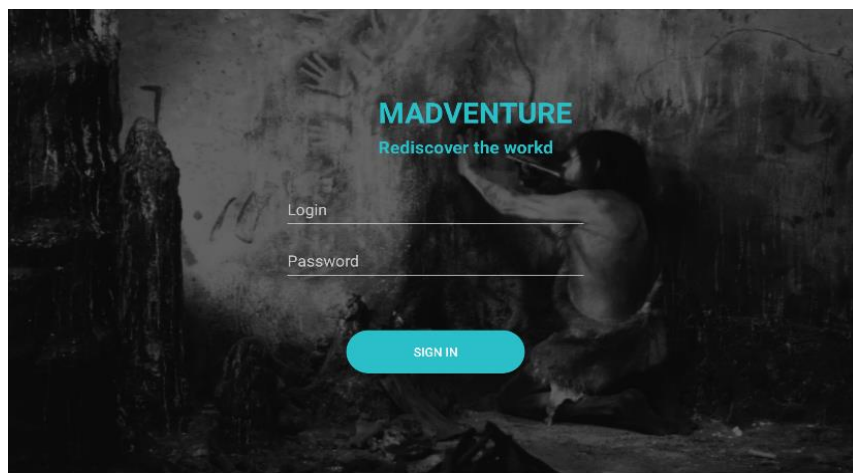 MADVENTURE
Rediscover the workd
Login
Password
SIGN IN